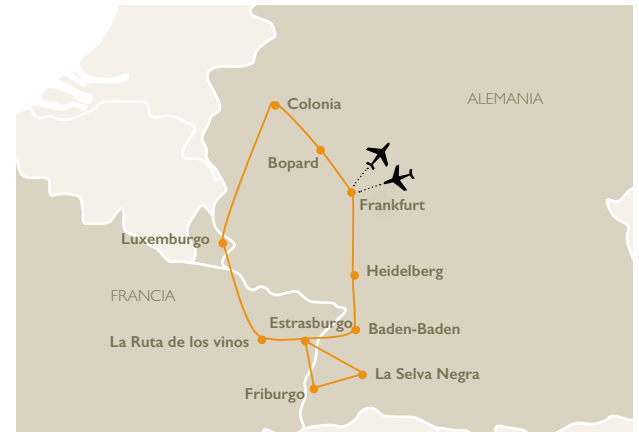 ALEMANIA
Colonia
Bopard
Frankfurt
Luxemburgo
Heidelberg
FRANCIA
Estrasburgo
Baden-Baden
La Ruta de los vinos
La Selva Negra
Friburgo